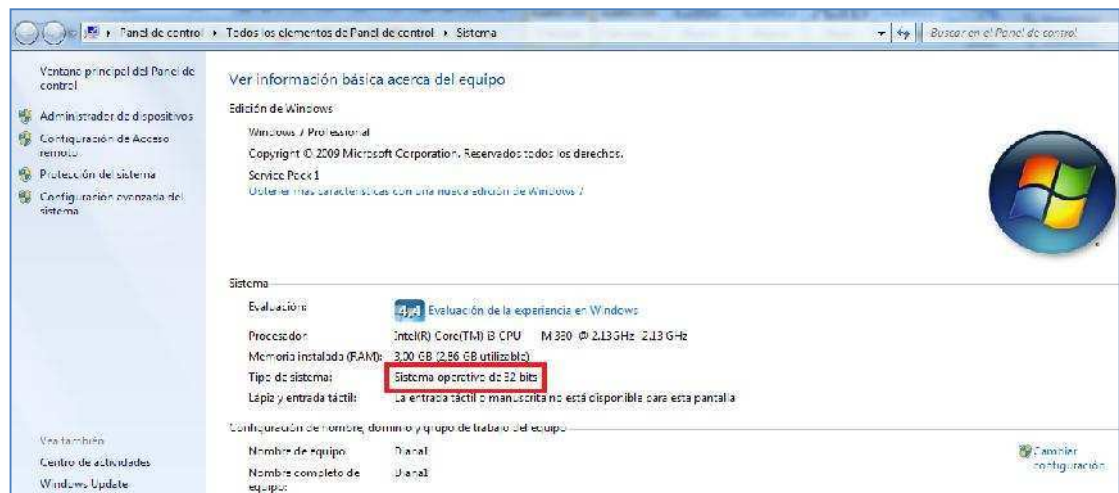 Panel de control ▸ Todos los elementos de Panel de control ▸ Sistema
Buscar en el Panel de control
Ventana principal del Panel de
control
Administrador de dispositivos
Configuración de Acceso
remoto
Protección del sistema
Configuración avanzada del
sistema
Ver información básica acerca del equipo
Edición de Windows
Windows 7 Professional
Copyright © 2009 Microsoft Corporation. Reservados todos los derechos.
Service Pack 1
Obtener más características con una nueva edición de Windows 7
Sistema
Evaluación:
4,4 Evaluación de la experiencia en Windows
Procesador: Intel(R) Core(TM) i3 CPU M 330 @ 2.13GHz 2.13 GHz
Memoria instalada (RAM): 3,00 GB (2,86 GB utilizable)
Tipo de sistema: Sistema operativo de 32 bits
Lápiz y entrada táctil: La entrada táctil o manuscrita no está disponible para esta pantalla
Configuración de nombre, dominio y grupo de trabajo del equipo
Nombre de equipo:
Nombre completo de
equipo:
Cambiar
configuración
Vea también
Centro de actividades
Windows Update